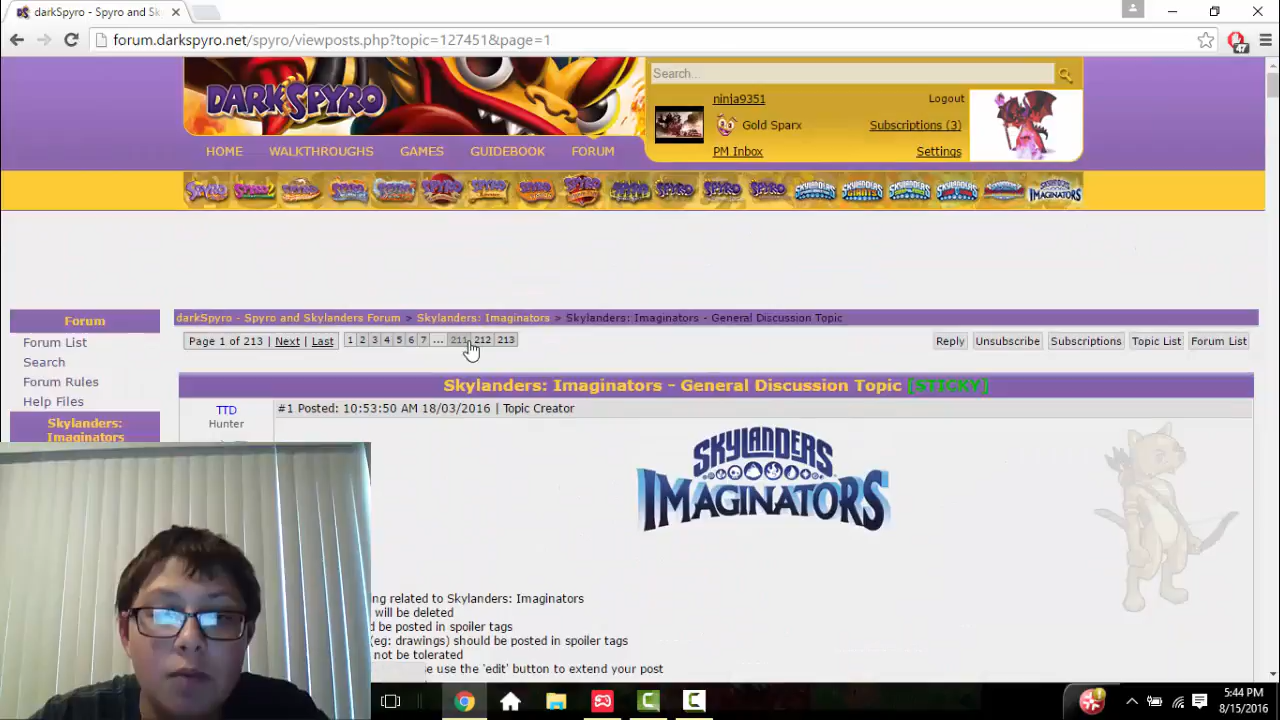 darkSpyro - Spyro and Sk
forum.darkspyro.net/spyro/viewposts.php?topic=127451&page=1
47
DARKSPYRO
Search...
ninja9351
Logout
Gold Sparx
Subscriptions (3)
PM Inbox
Settings
HOME WALKTHROUGHS GAMES GUIDEBOOK FORUM
Forum
Forum List
Search
Forum Rules
Help Files
Skylanders:
Imaginators
darkSpyro - Spyro and Skylanders Forum > Skylanders: Imaginators > Skylanders: Imaginators - General Discussion Topic
Page 1 of 213 | Next | Last 1 2 3 4 5 6 7 ... 211 212 213
Reply Unsubscribe Subscriptions Topic List Forum List
Skylanders: Imaginators - General Discussion Topic [STICKY]
TTD
Hunter
#1 Posted: 10:53:50 AM 18/03/2016 | Topic Creator
SKYLANDERS
IMAGINATORS
ng related to Skylanders: Imaginators
will be deleted
d be posted in spoiler tags
(eg: drawings) should be posted in spoiler tags
not be tolerated
e use the 'edit' button to extend your post
5:44 PM
8/15/2016